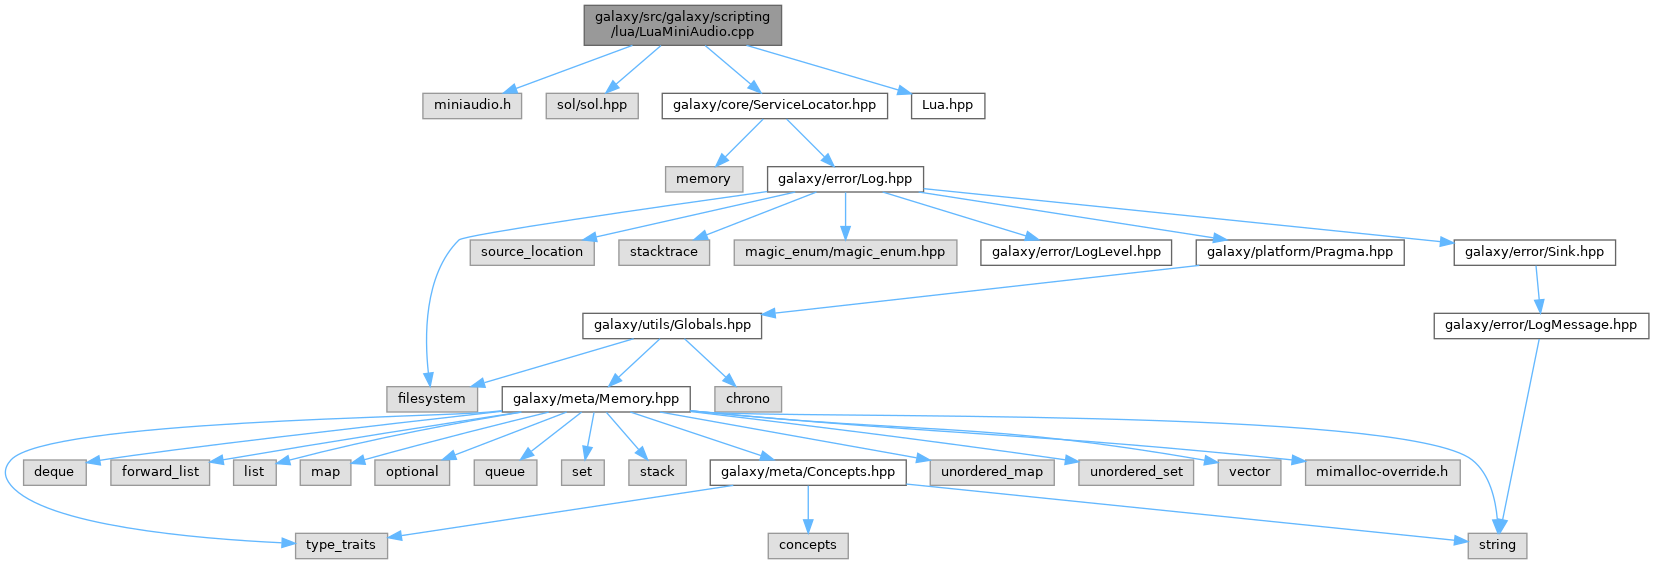 galaxy/src/galaxy/scripting
/lua/LuaMiniAudio.cpp
miniaudio.h
sol/sol.hpp
galaxy/core/ServiceLocator.hpp
Lua.hpp
memory
galaxy/error/Log.hpp
source_location
stacktrace
magic_enum/magic_enum.hpp
galaxy/error/LogLevel.hpp
galaxy/platform/Pragma.hpp
galaxy/error/Sink.hpp
galaxy/utils/Globals.hpp
galaxy/error/LogMessage.hpp
filesystem
galaxy/meta/Memory.hpp
chrono
deque
forward_list
list
map
optional
queue
set
stack
galaxy/meta/Concepts.hpp
unordered_map
unordered_set
vector
mimalloc-override.h
type_traits
concepts
string